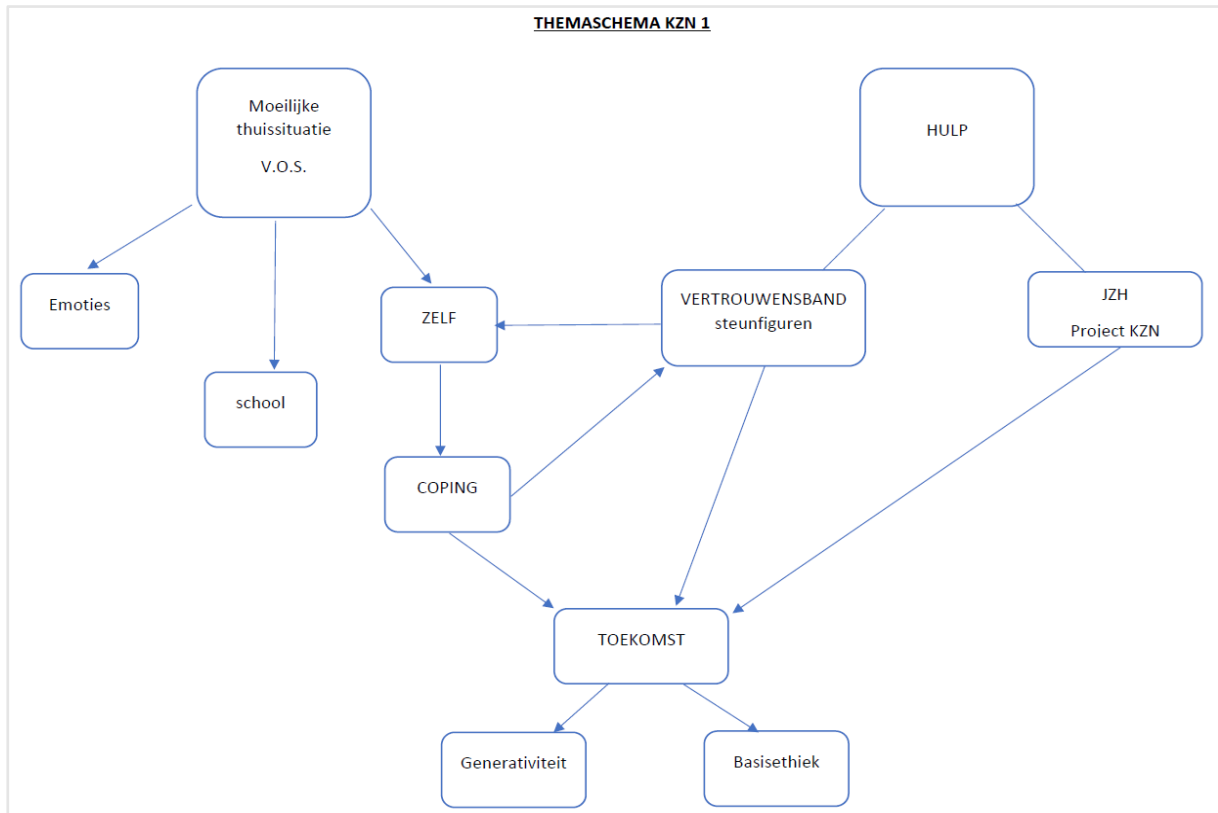 THEMASCHEMA KZN 1
Moeilijke
thuissituatie
V.O.S.
HULP
Emoties
ZELF
VERTROUWENSBAND
steunfiguren
JZH
Project KZN
school
COPING
TOEKOMST
Generativiteit
Basisethiek